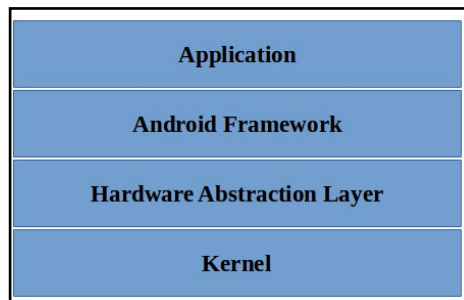 Application
Android Framework
Hardware Abstraction Layer
Kernel